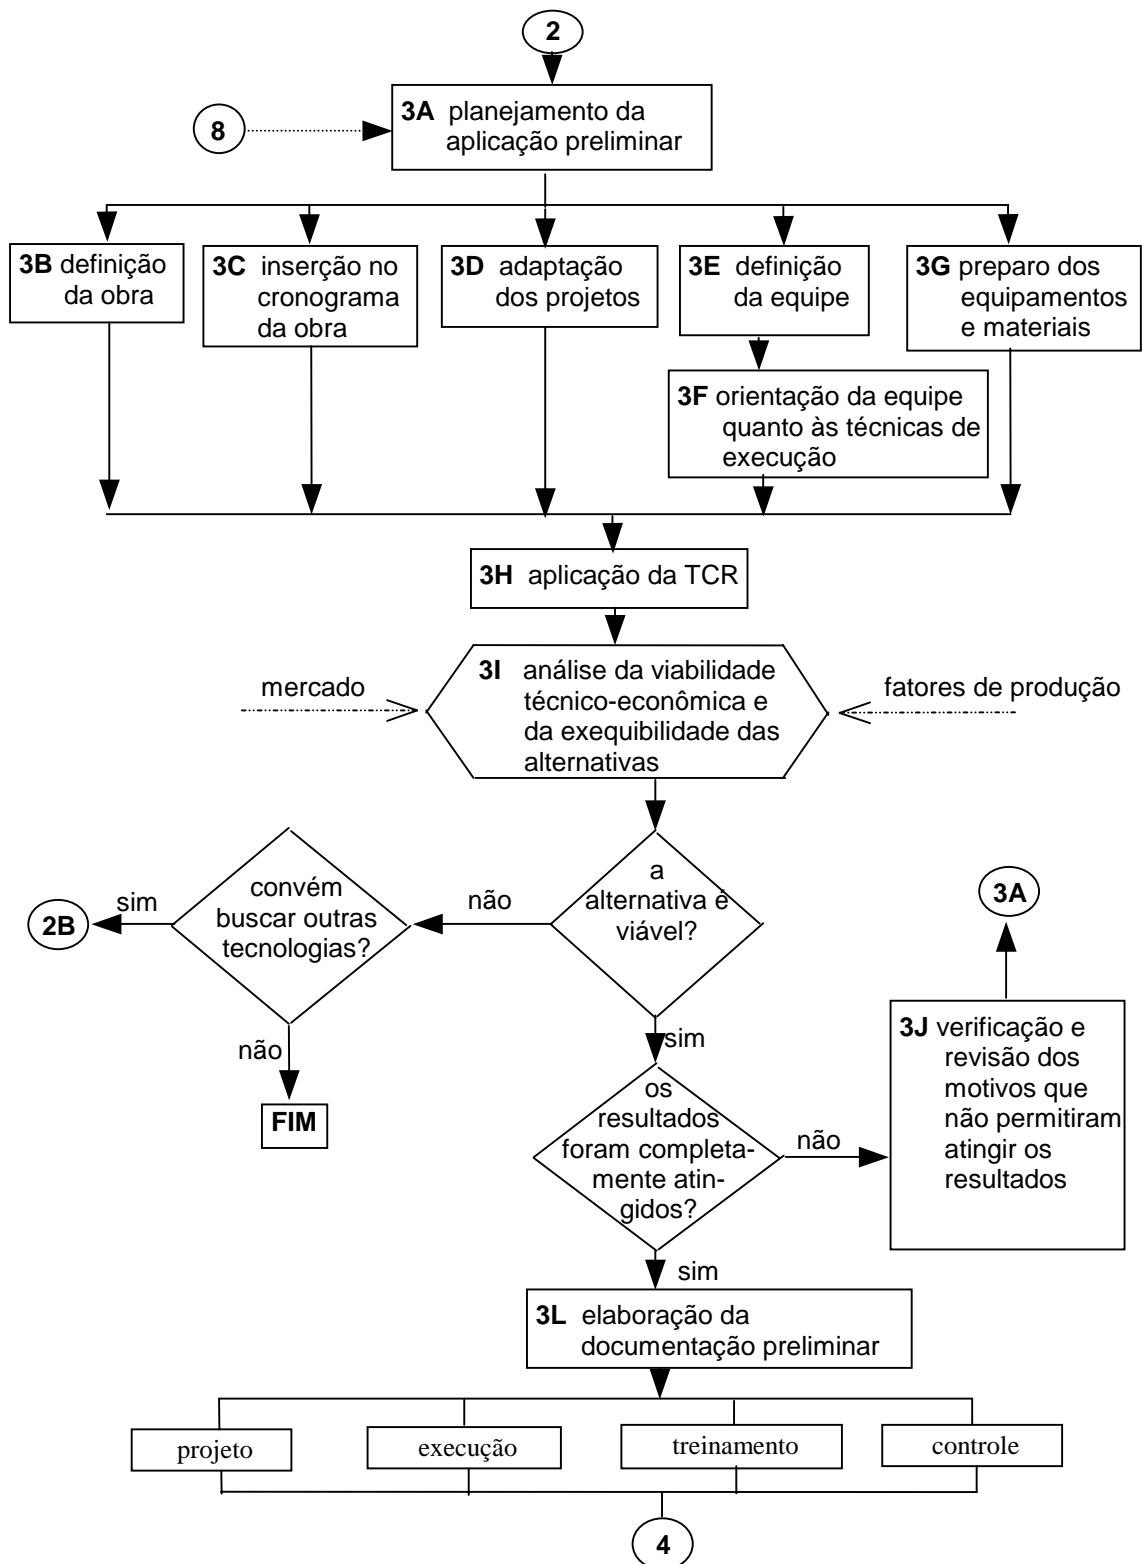 2
3A planejamento da
aplicação preliminar
8
3B definição
da obra
3C inserção no
cronograma
da obra
3D adaptação
dos projetos
3E definição
da equipe
3G preparo dos
equipamentos
e materiais
3F orientação da equipe
quanto às técnicas de
execução
3H aplicação da TCR
3I análise da viabilidade
técnico-econômica e
da exequibilidade das
alternativas
mercado
fatores de produção
a
alternativa é
viável?
não
convém
buscar outras
tecnologias?
sim
2B
não
FIM
sim
os
resultados
foram completa-
mente atin-
gidos?
não
3J verificação e
revisão dos
motivos que
não permitiram
atingir os
resultados
3A
sim
3L elaboração da
documentação preliminar
projeto
execução
treinamento
controle
4